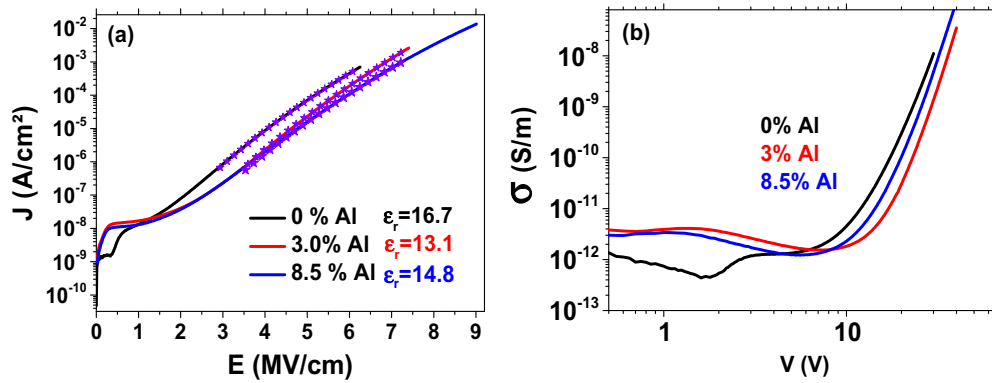 (a)
J (A/cm²)
10⁻²
10⁻³
10⁻⁴
10⁻⁵
10⁻⁶
10⁻⁷
10⁻⁸
10⁻⁹
10⁻¹⁰
0 % Al εᵣ=16.7
3.0% Al εᵣ=13.1
8.5 % Al εᵣ=14.8
0 1 2 3 4 5 6 7 8 9
E (MV/cm)
(b)
σ (S/m)
10⁻⁸
10⁻⁹
10⁻¹⁰
10⁻¹¹
10⁻¹²
10⁻¹³
0% Al
3% Al
8.5% Al
1 10
V (V)